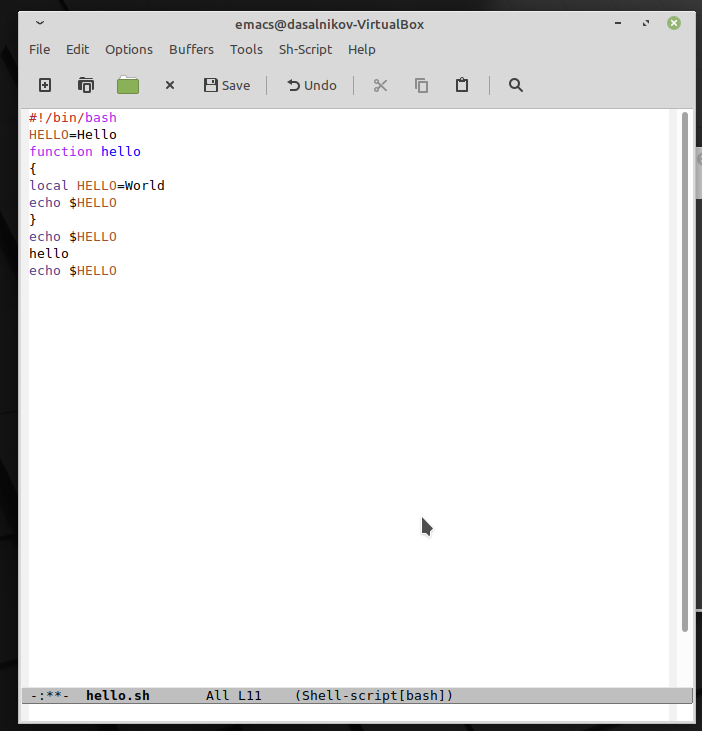 emacs@dasalnikov-VirtualBox
File Edit Options Buffers Tools Sh-Script Help
Save Undo
#!/bin/bash
HELLO=Hello
function hello
{
local HELLO=World
echo $HELLO
}
echo $HELLO
hello
echo $HELLO
-:**-  hello.sh       All L11    (Shell-script[bash])